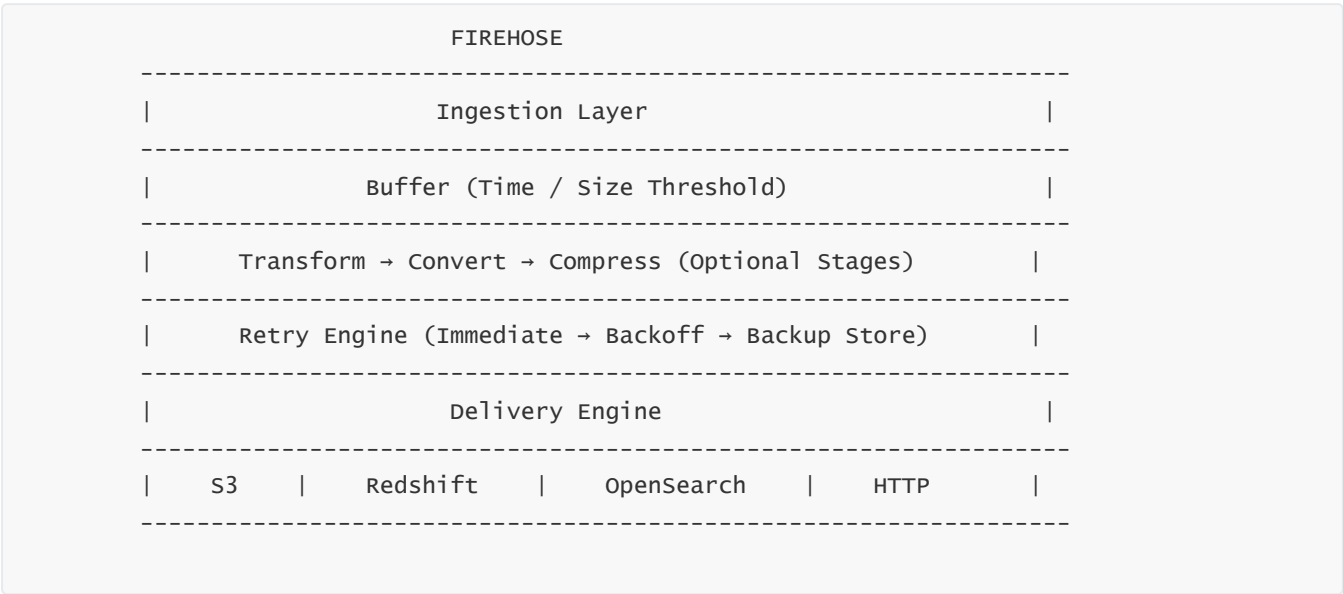 FIREHOSE
--------------------------------------------------------------------
| Ingestion Layer |
--------------------------------------------------------------------
| Buffer (Time / Size Threshold) |
--------------------------------------------------------------------
| Transform → Convert → Compress (Optional Stages) |
--------------------------------------------------------------------
| Retry Engine (Immediate → Backoff → Backup Store) |
--------------------------------------------------------------------
| Delivery Engine |
--------------------------------------------------------------------
| S3 | Redshift | OpenSearch | HTTP |
--------------------------------------------------------------------